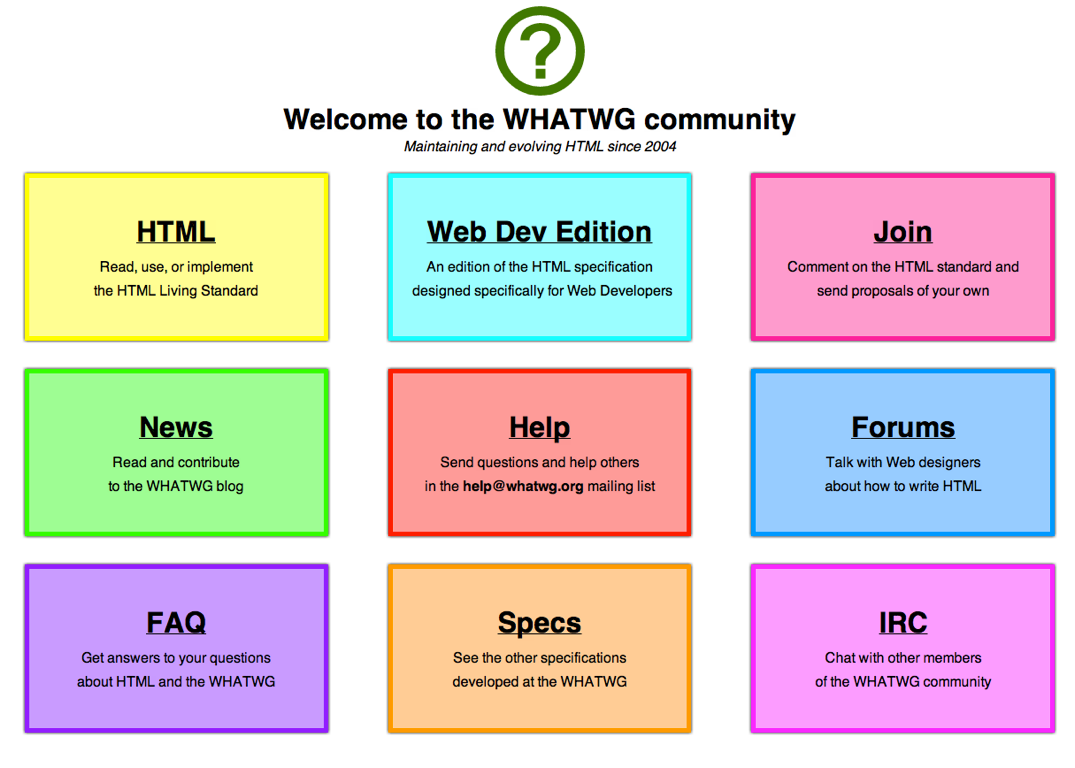 ?
Welcome to the WHATWG community
Maintaining and evolving HTML since 2004
HTML
Read, use, or implement
the HTML Living Standard
Web Dev Edition
An edition of the HTML specification
designed specifically for Web Developers
Join
Comment on the HTML standard and
send proposals of your own
News
Read and contribute
to the WHATWG blog
Help
Send questions and help others
in the help@whatwg.org mailing list
Forums
Talk with Web designers
about how to write HTML
FAQ
Get answers to your questions
about HTML and the WHATWG
Specs
See the other specifications
developed at the WHATWG
IRC
Chat with other members
of the WHATWG community